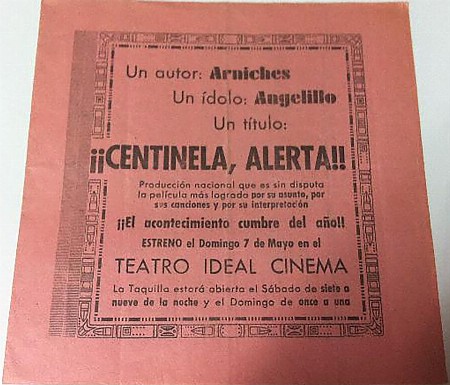 Un autor: Arniches
Un ídolo: Angelillo
Un título:
¡¡CENTINELA, ALERTA!!
Producción nacional que es sin disputa
la película más lograda por su asunto, por
sus canciones y por su interpretación
¡¡El acontecimiento cumbre del año!!
ESTRENO el Domingo 7 de Mayo en el
TEATRO IDEAL CINEMA
La Taquilla estará abierta el Sábado de siete a
nueve de la noche y el Domingo de once a una